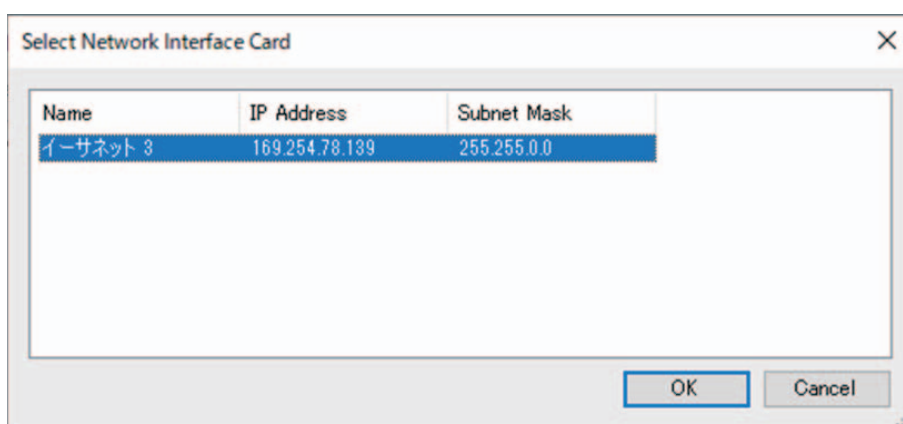 Select Network Interface Card
Name IP Address Subnet Mask
イーサネット 3 169.254.78.139 255.255.0.0
OK Cancel